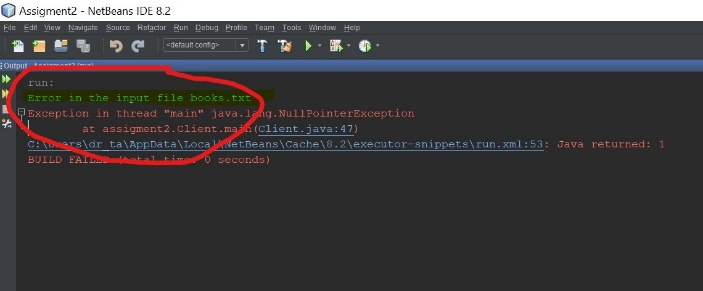 Assigment2 - NetBeans IDE 8.2
File Edit View Navigate Source Refactor Run Debug Profile Team Tools Window Help
<default config>
Output - Assigment2 (run)
run:
Error in the input file books.txt
Exception in thread "main" java.lang.NullPointerException
at assigment2.Client.main(Client.java:47)
C:\Users\dr_ta\AppData\Local\NetBeans\Cache\8.2\executor-snippets\run.xml:53: Java returned: 1
BUILD FAILED (total time: 0 seconds)